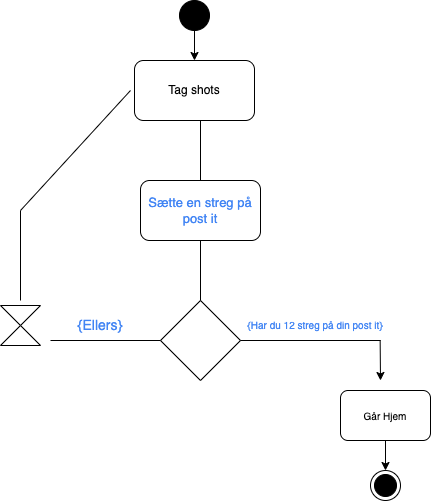 Tag shots
Sætte en streg på
post it
{Ellers}
{Har du 12 streg på din post it}
Går Hjem